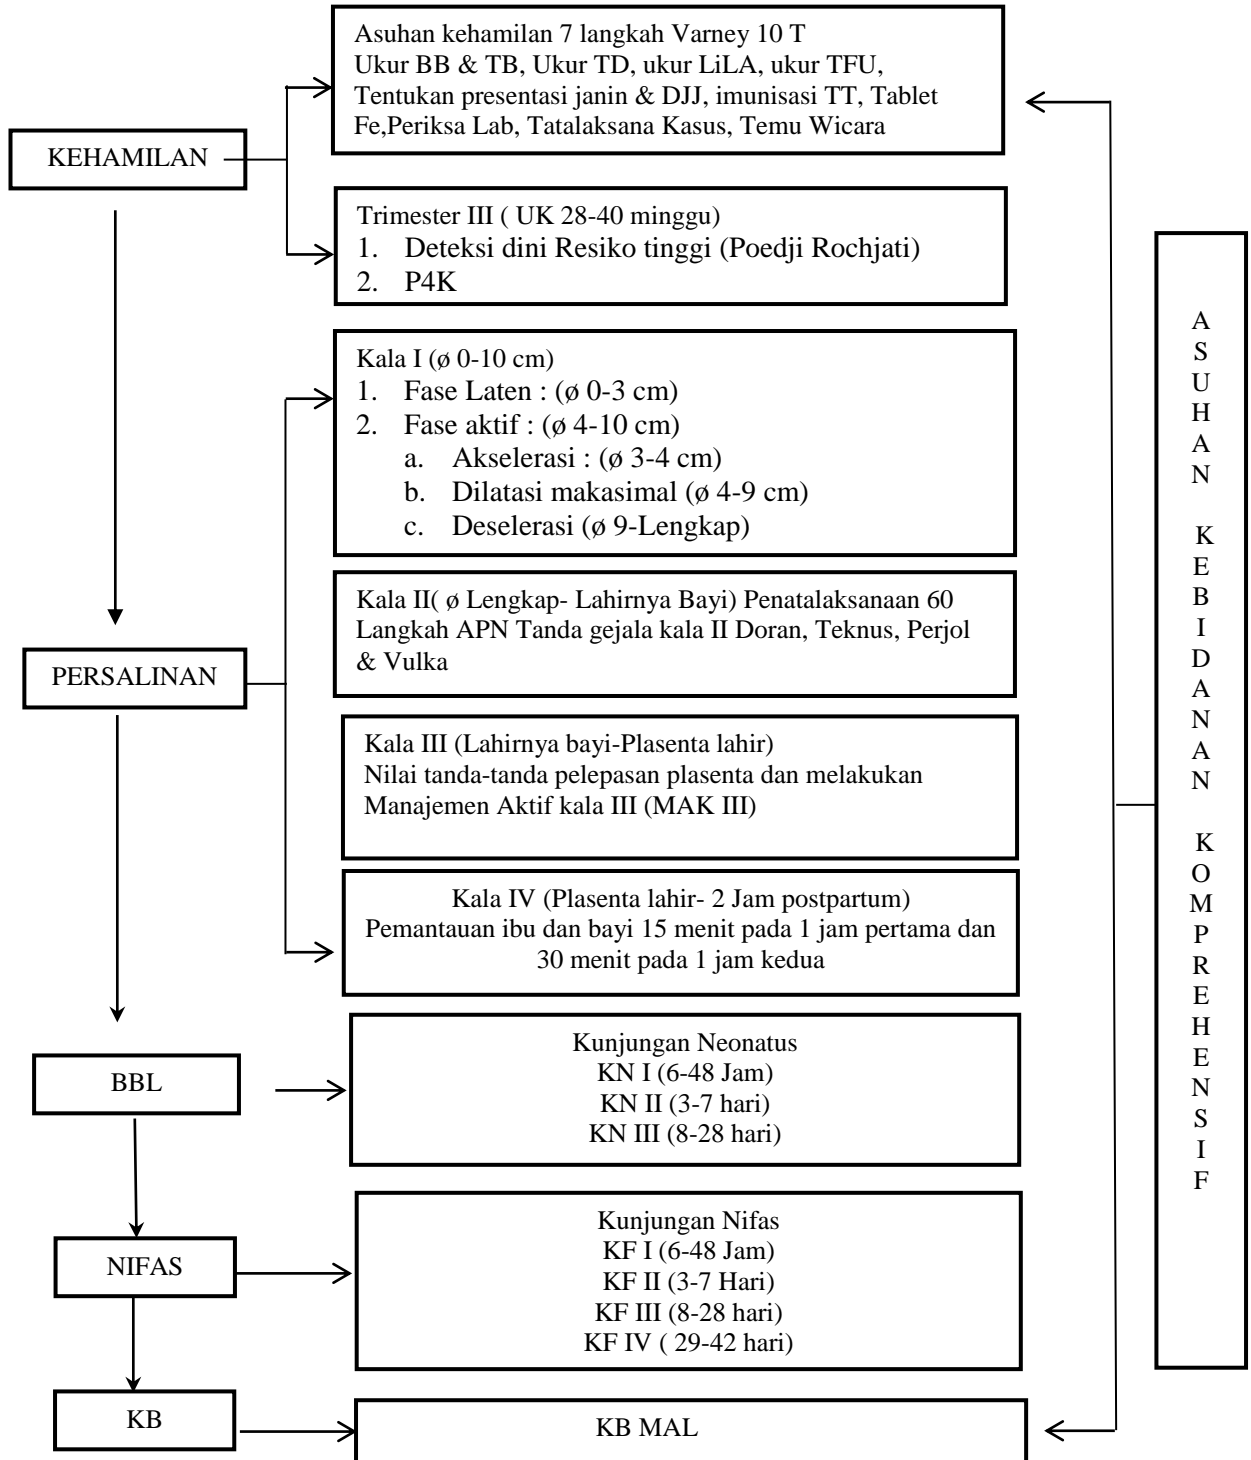 Asuhan kehamilan 7 langkah Varney 10 T
Ukur BB & TB, Ukur TD, ukur LiLA, ukur TFU,
Tentukan presentasi janin & DJJ, imunisasi TT, Tablet
Fe,Periksa Lab, Tatalaksana Kasus, Temu Wicara
KEHAMILAN
Trimester III ( UK 28-40 minggu)
1. Deteksi dini Resiko tinggi (Poedji Rochjati)
2. P4K
Kala I (ø 0-10 cm)
1. Fase Laten : (ø 0-3 cm)
2. Fase aktif : (ø 4-10 cm)
a. Akselerasi : (ø 3-4 cm)
b. Dilatasi makasimal (ø 4-9 cm)
c. Deselerasi (ø 9-Lengkap)
Kala II( ø Lengkap- Lahirnya Bayi) Penatalaksanaan 60
Langkah APN Tanda gejala kala II Doran, Teknus, Perjol
& Vulka
PERSALINAN
Kala III (Lahirnya bayi-Plasenta lahir)
Nilai tanda-tanda pelepasan plasenta dan melakukan
Manajemen Aktif kala III (MAK III)
Kala IV (Plasenta lahir- 2 Jam postpartum)
Pemantauan ibu dan bayi 15 menit pada 1 jam pertama dan
30 menit pada 1 jam kedua
BBL
Kunjungan Neonatus
KN I (6-48 Jam)
KN II (3-7 hari)
KN III (8-28 hari)
NIFAS
Kunjungan Nifas
KF I (6-48 Jam)
KF II (3-7 Hari)
KF III (8-28 hari)
KF IV ( 29-42 hari)
KB
KB MAL
ASUHAN KEBIDANAN KOMPREHENSIF